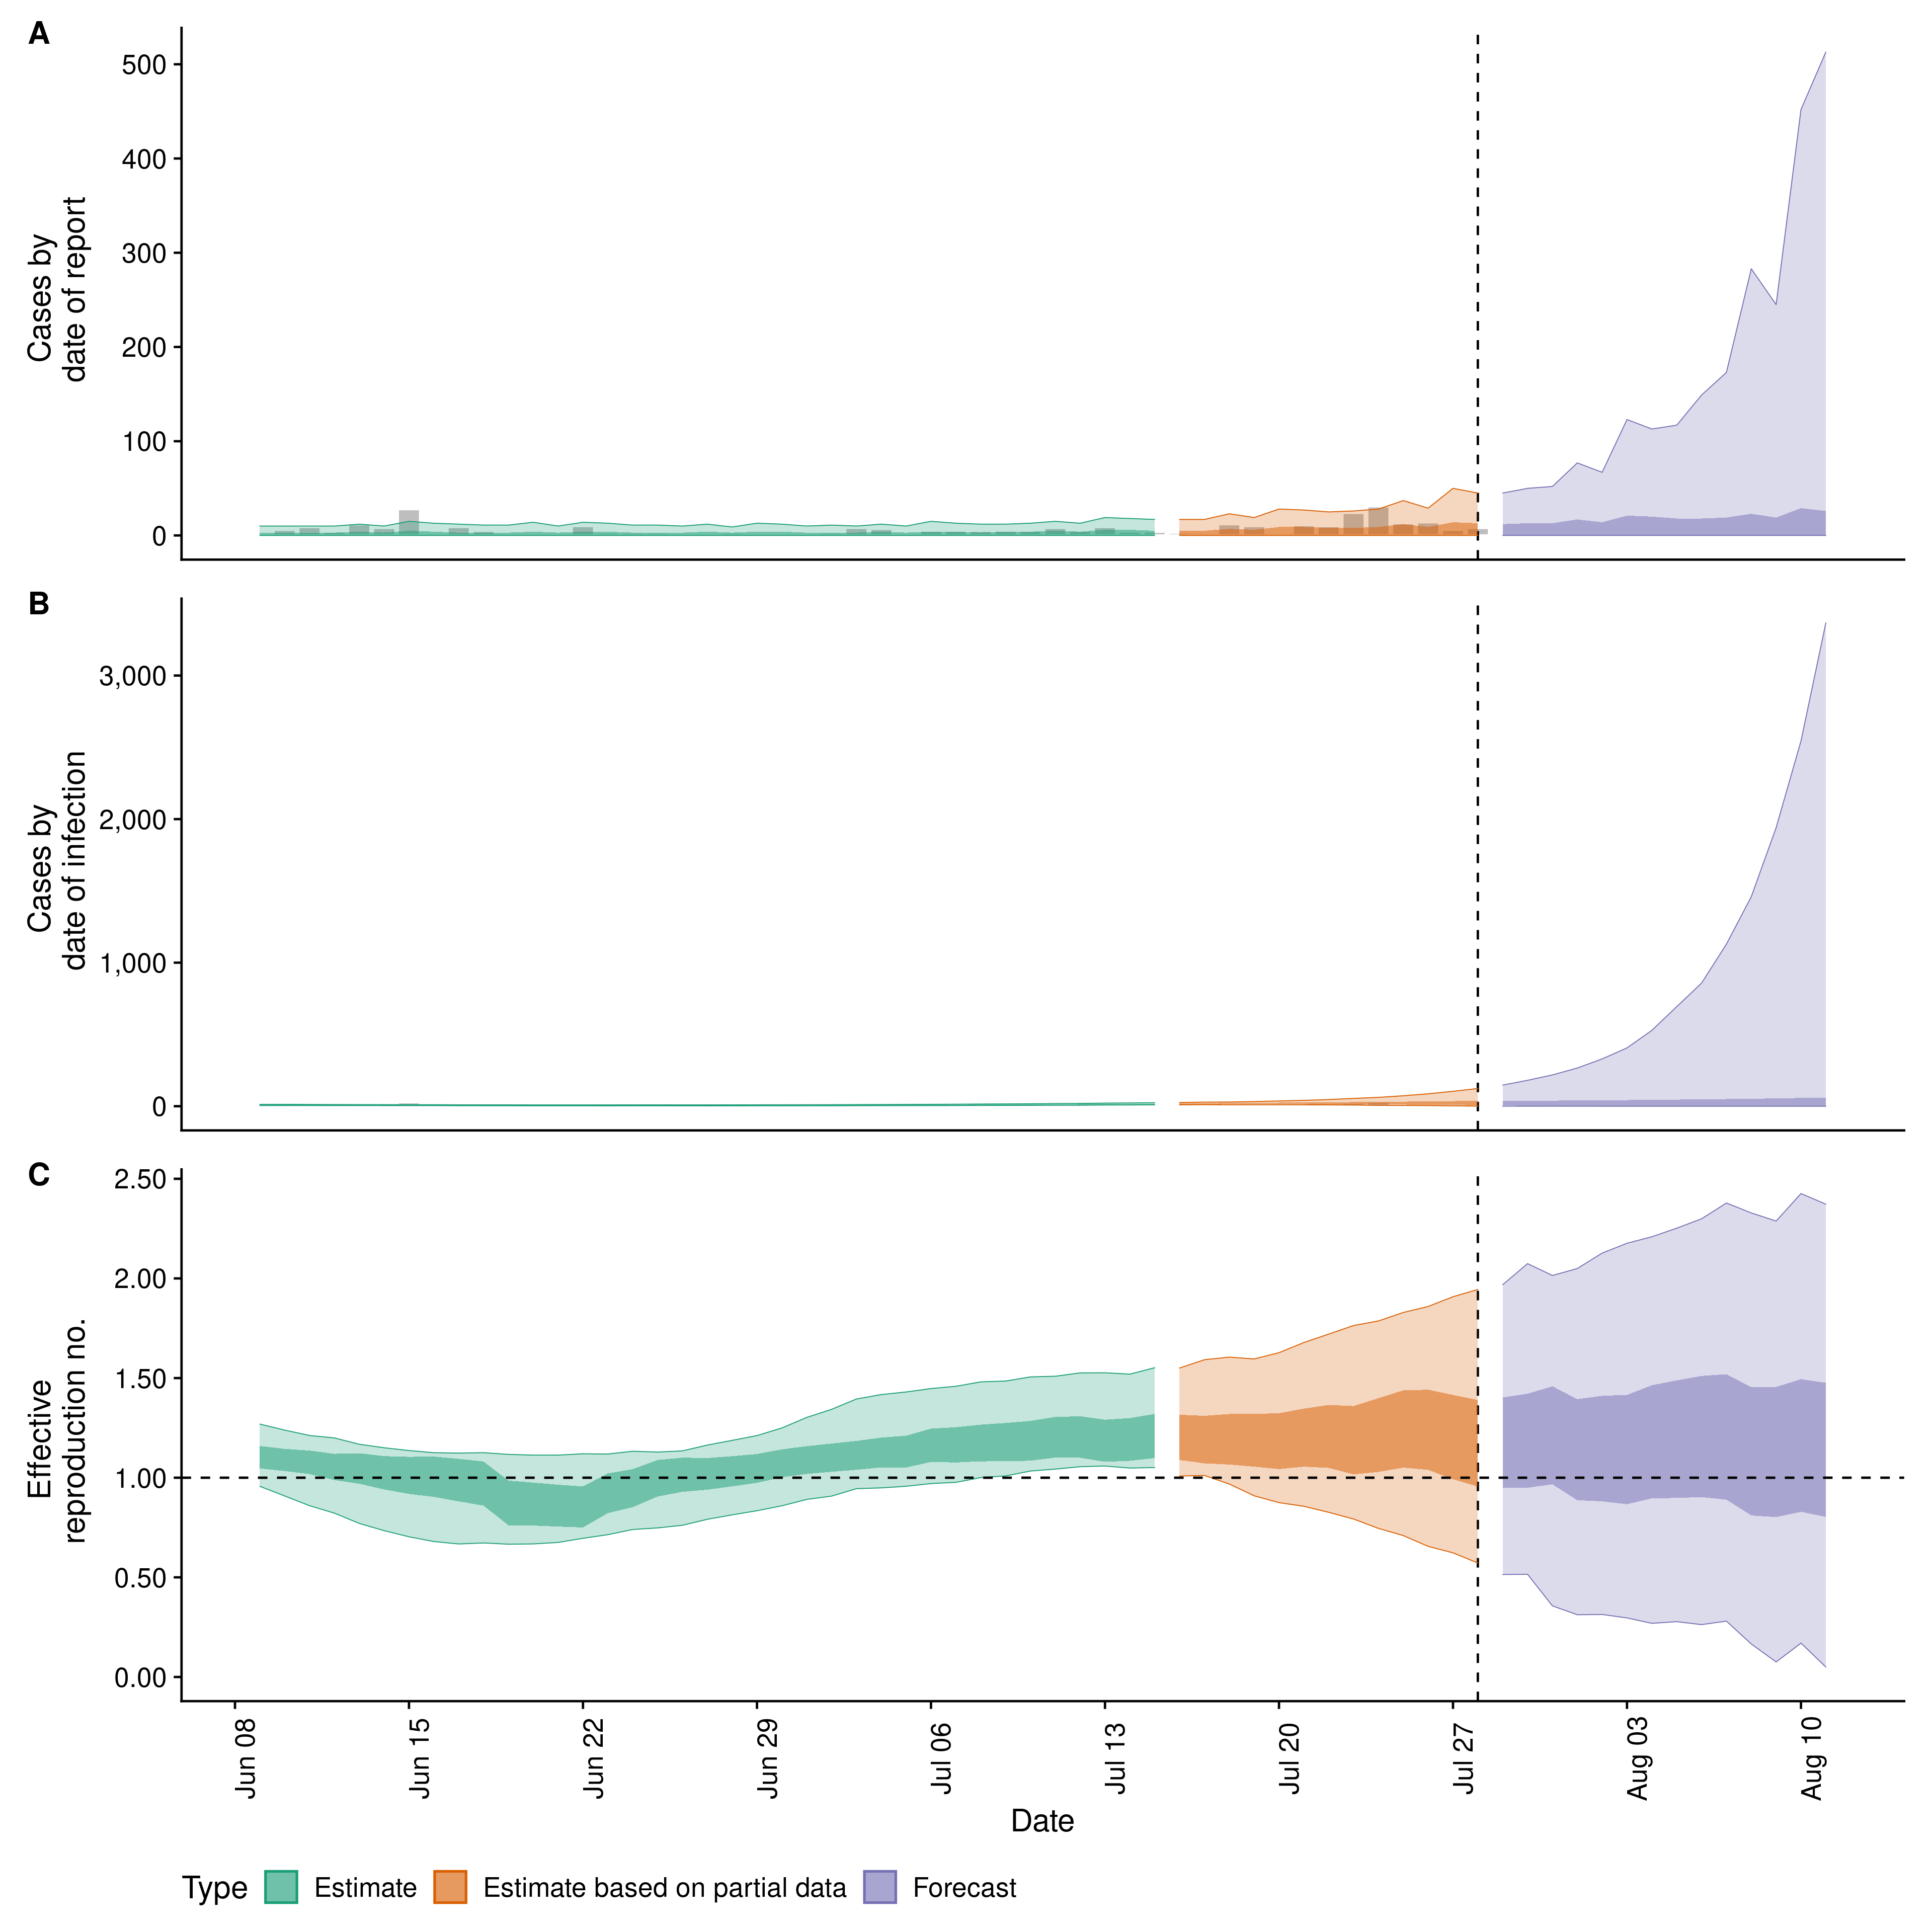 A
500
400
300
200
100
0
Cases by
date of report
B
3,000
2,000
1,000
0
Cases by
date of infection
C
2.50
2.00
1.50
1.00
0.50
0.00
Effective
reproduction no.
Jun 08
Jun 15
Jun 22
Jun 29
Jul 06
Jul 13
Jul 20
Jul 27
Aug 03
Aug 10
Date
Type Estimate Estimate based on partial data Forecast